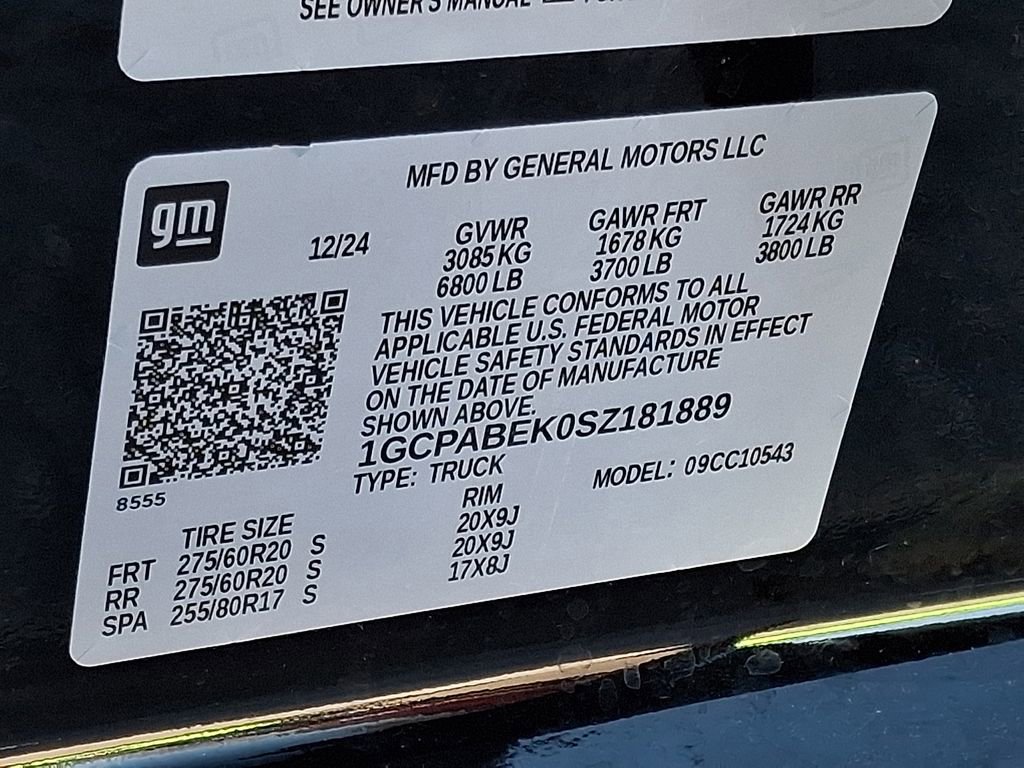 SEE OWNER'S MANUAL
MFD BY GENERAL MOTORS LLC
gm
12/24
GVWR GAWR FRT GAWR RR
3085 KG 1678 KG 1724 KG
6800 LB 3700 LB 3800 LB
THIS VEHICLE CONFORMS TO ALL
APPLICABLE U.S. FEDERAL MOTOR
VEHICLE SAFETY STANDARDS IN EFFECT
ON THE DATE OF MANUFACTURE
SHOWN ABOVE.
1GCPABEK0SZ181889
TYPE: TRUCK MODEL: 09CC10543
8555
TIRE SIZE RIM
FRT 275/60R20 S 20X9J
RR 275/60R20 S 20X9J
SPA 255/80R17 S 17X8J